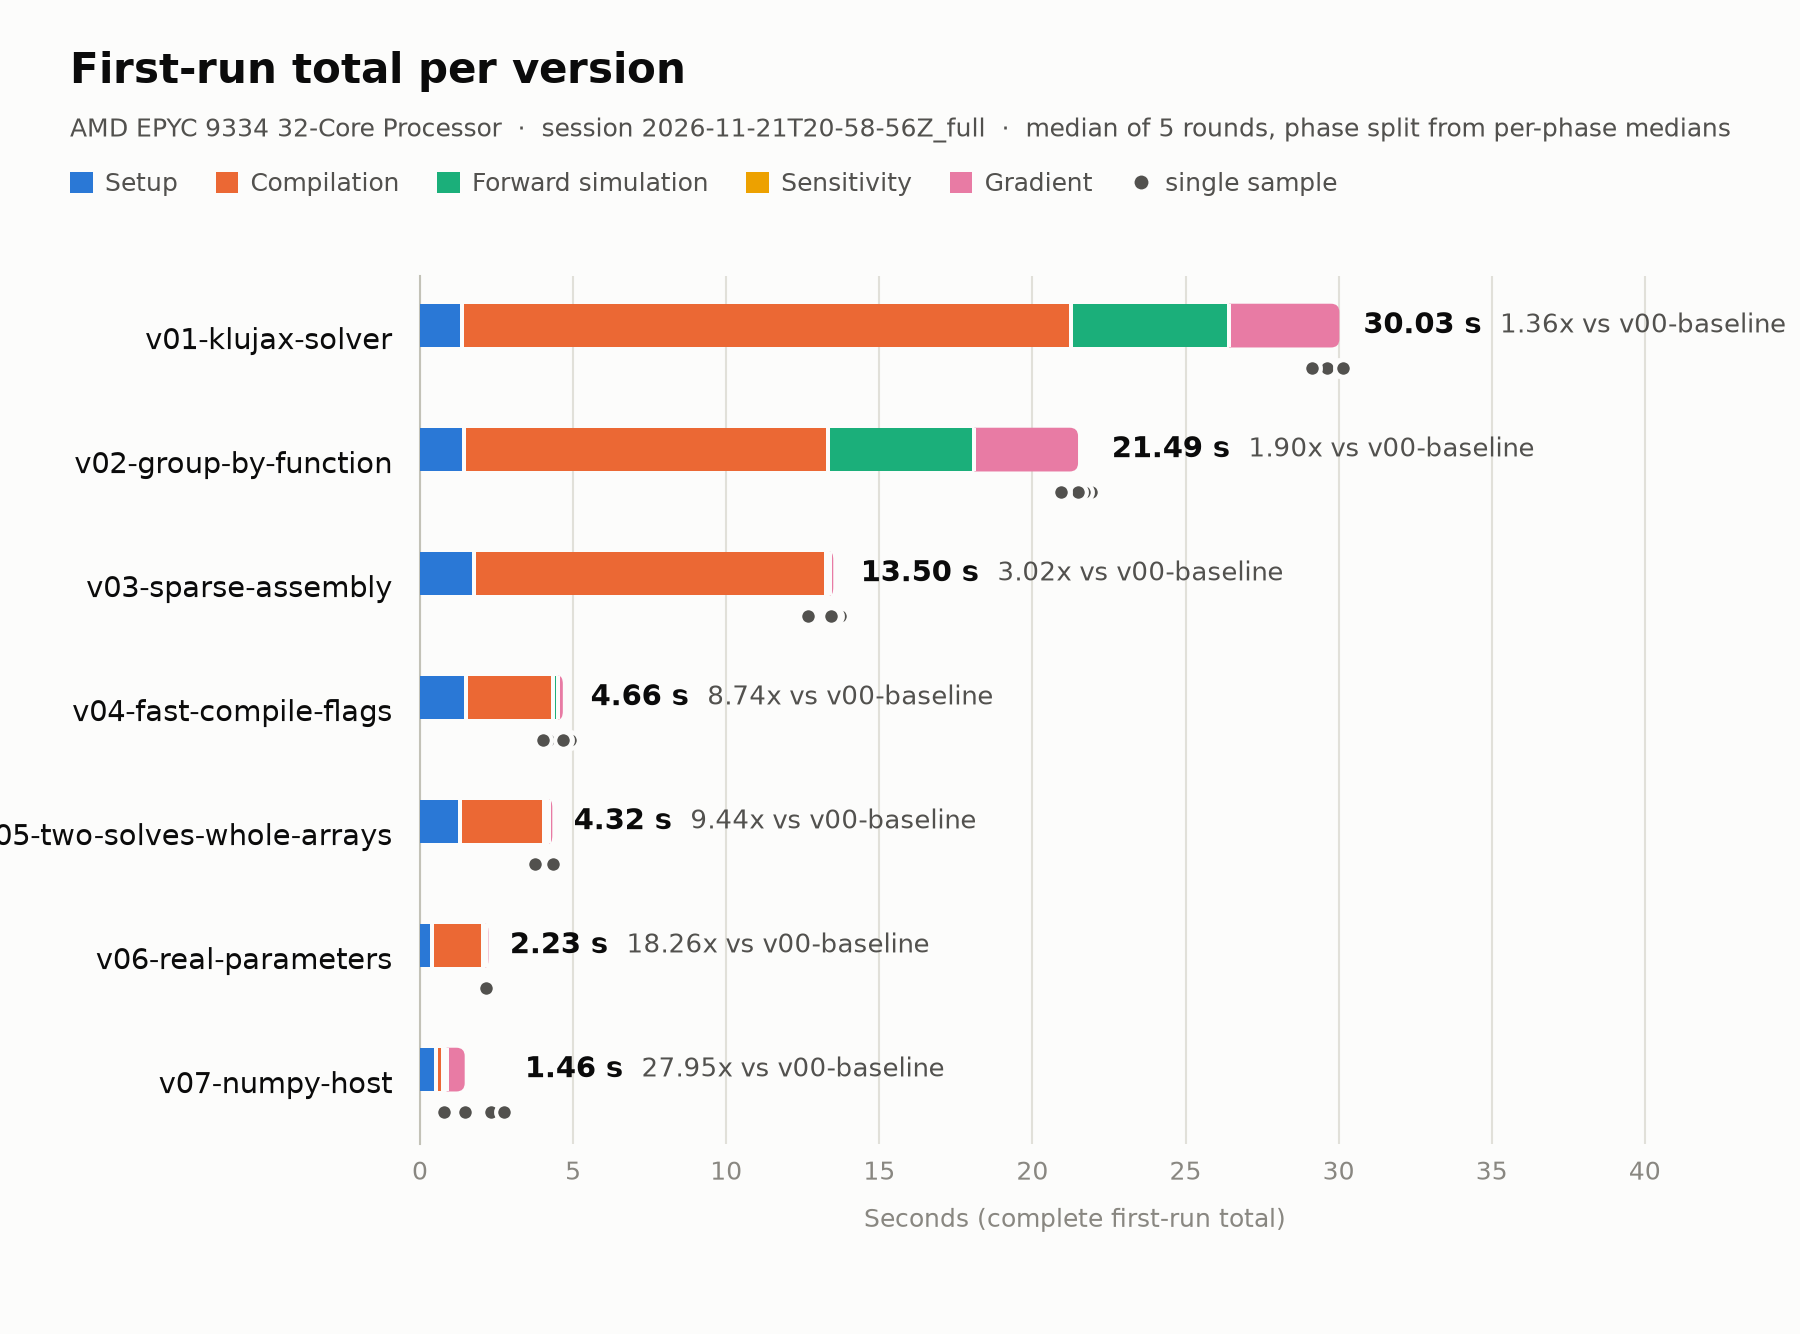 First-run total per version
AMD EPYC 9334 32-Core Processor · session 2026-11-21T20-58-56Z_full · median of 5 rounds, phase split from per-phase medians
Setup Compilation Forward simulation Sensitivity Gradient single sample
v01-klujax-solver 30.03 s 1.36x vs v00-baseline
v02-group-by-function 21.49 s 1.90x vs v00-baseline
v03-sparse-assembly 13.50 s 3.02x vs v00-baseline
v04-fast-compile-flags 4.66 s 8.74x vs v00-baseline
05-two-solves-whole-arrays 4.32 s 9.44x vs v00-baseline
v06-real-parameters 2.23 s 18.26x vs v00-baseline
v07-numpy-host 1.46 s 27.95x vs v00-baseline
0 5 10 15 20 25 30 35 40
Seconds (complete first-run total)